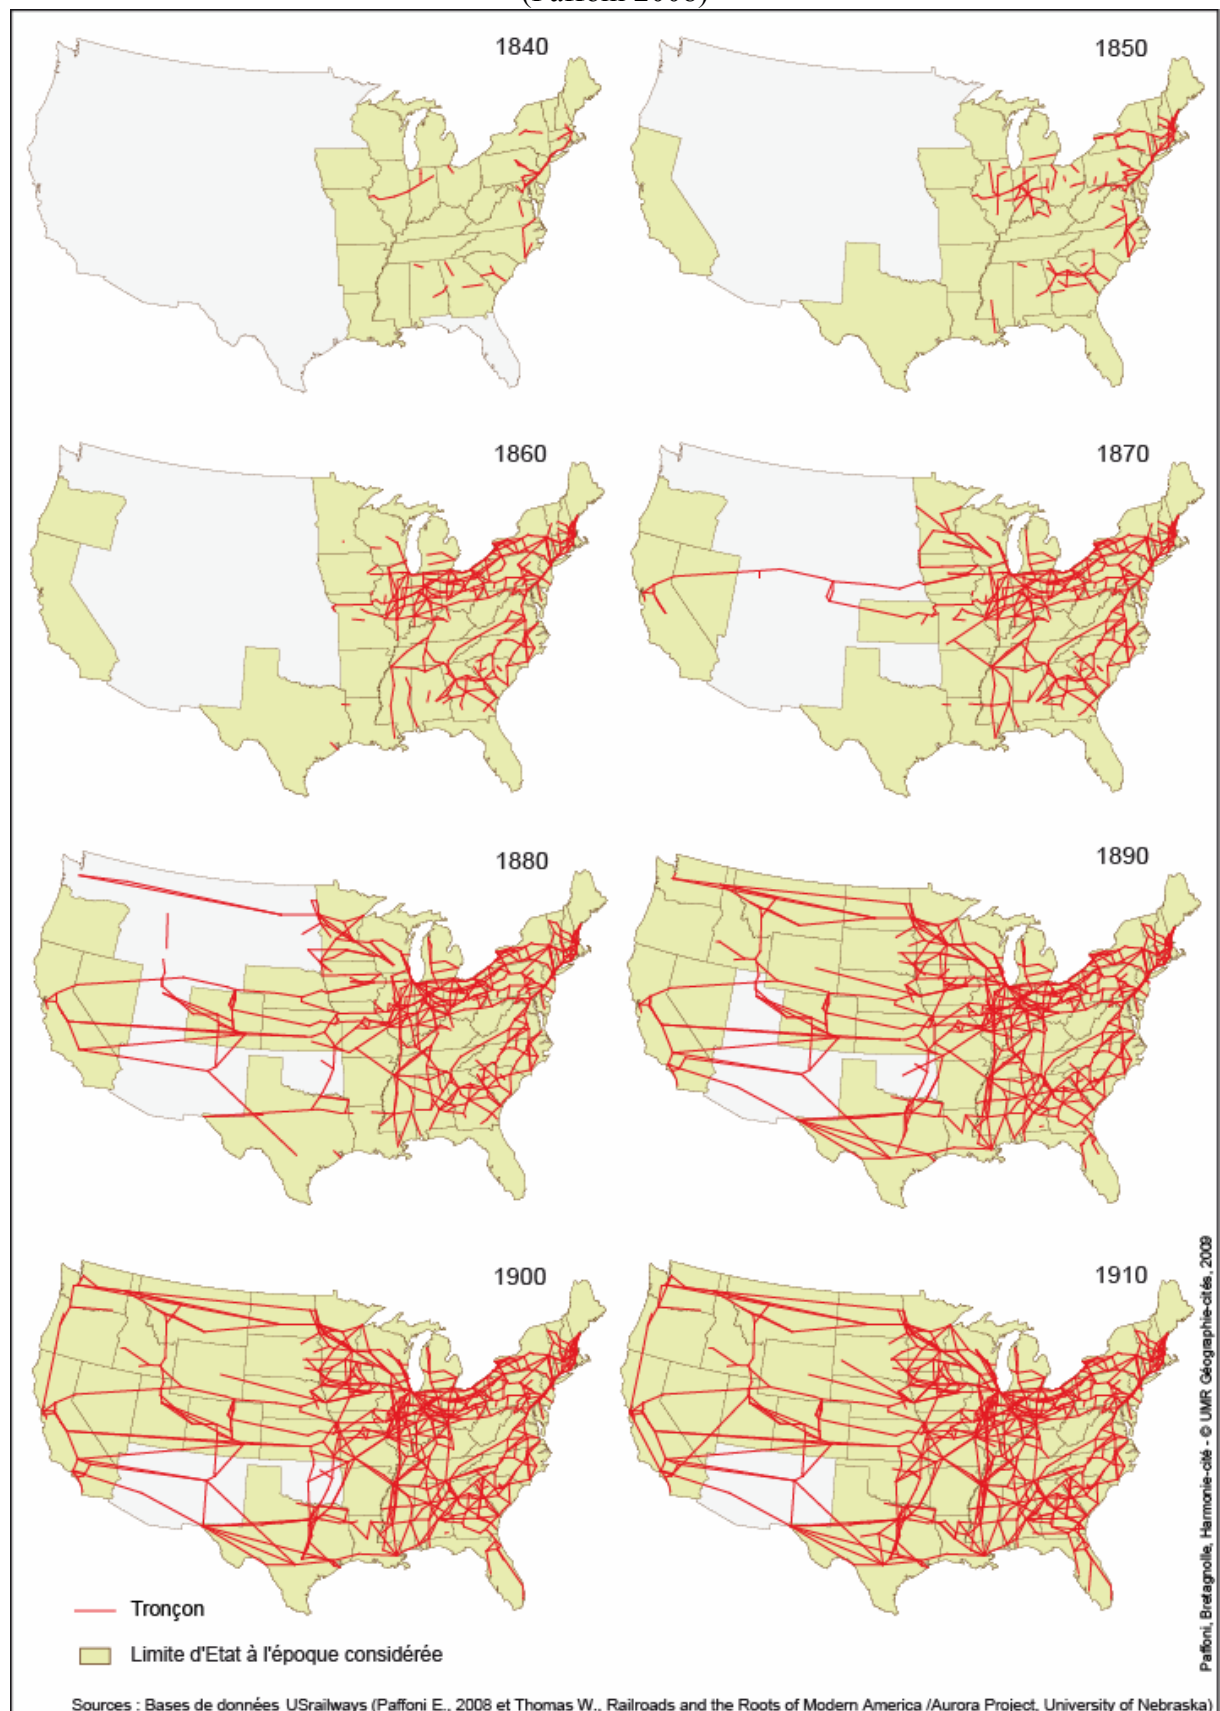 (Paffoni 2008)
1840
1850
1860
1870
1880
1890
1900
1910
Tronçon
Limite d'Etat à l'époque considérée
Paffoni, Bretagnolle, Harmonie-cité - © UMR Géographie-cités, 2009
Sources : Bases de données USrailways (Paffoni E., 2008 et Thomas W., Railroads and the Roots of Modern America /Aurora Project, University of Nebraska)